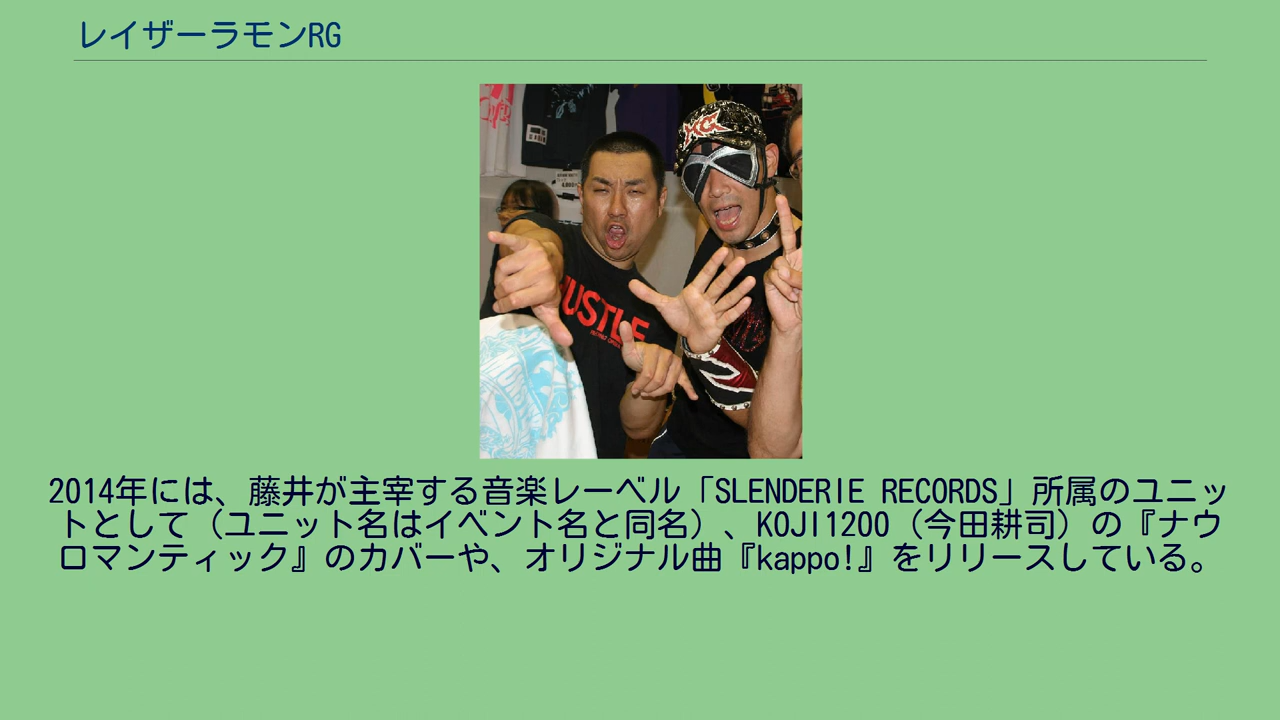 レイザーラモンRG
RG
HUSTLE
2014年には、藤井が主宰する音楽レーベル「SLENDERIE RECORDS」所属のユニッ
トとして（ユニット名はイベント名と同名）、KOJI1200（今田耕司）の『ナウ
ロマンティック』のカバーや、オリジナル曲『kappo!』をリリースしている。